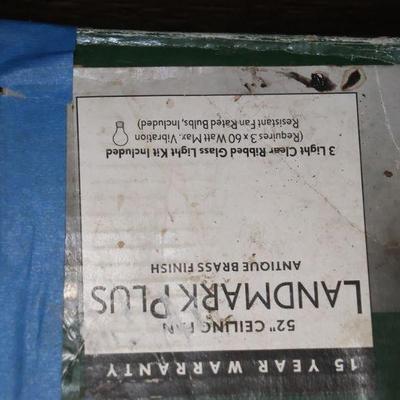 15 YEAR WARRANTY
52" CEILING FAN
LANDMARK PLUS
ANTIQUE BRASS FINISH
3 Light Clear Ribbed Glass Light Kit Included
(Requires 3 x 60 Watt Max. Vibration
Resistant Fan Rated Bulbs, Included)